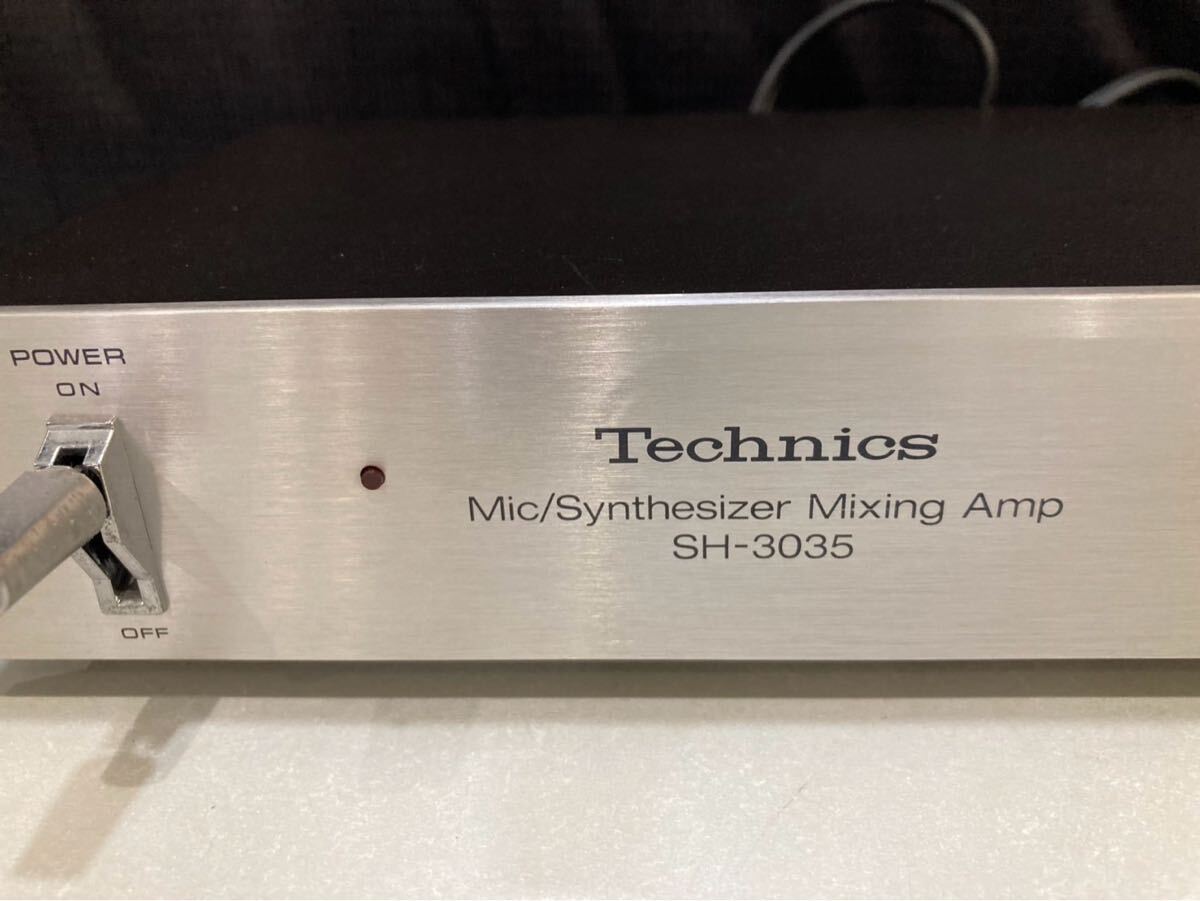 POWER
ON
OFF
Technics
Mic/Synthesizer Mixing Amp
SH-3035